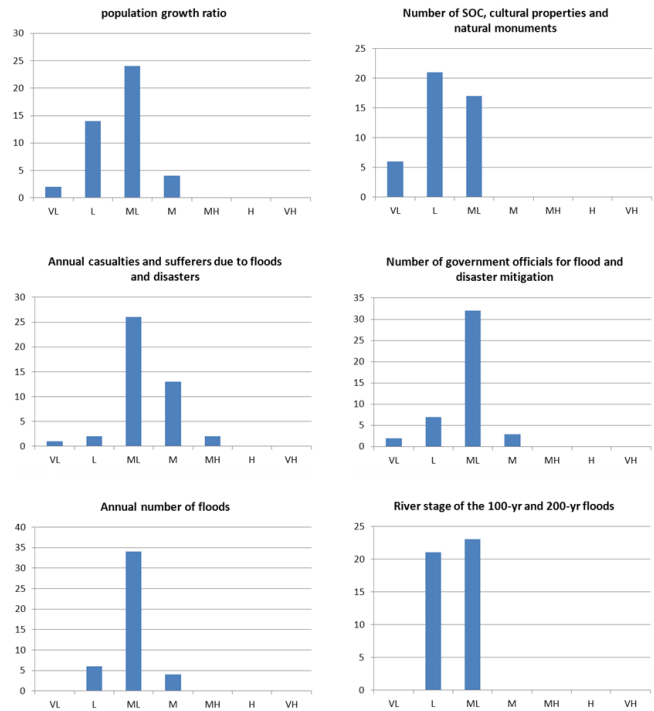 population growth ratio
30
25
20
15
10
5
0
VL L ML M MH H VH
Number of SOC, cultural properties and
natural monuments
25
20
15
10
5
0
VL L ML M MH H VH
Annual casualties and sufferers due to floods
and disasters
30
25
20
15
10
5
0
VL L ML M MH H VH
Number of government officials for flood and
disaster mitigation
35
30
25
20
15
10
5
0
VL L ML M MH H VH
Annual number of floods
40
35
30
25
20
15
10
5
0
VL L ML M MH H VH
River stage of the 100-yr and 200-yr floods
25
20
15
10
5
0
VL L ML M MH H VH